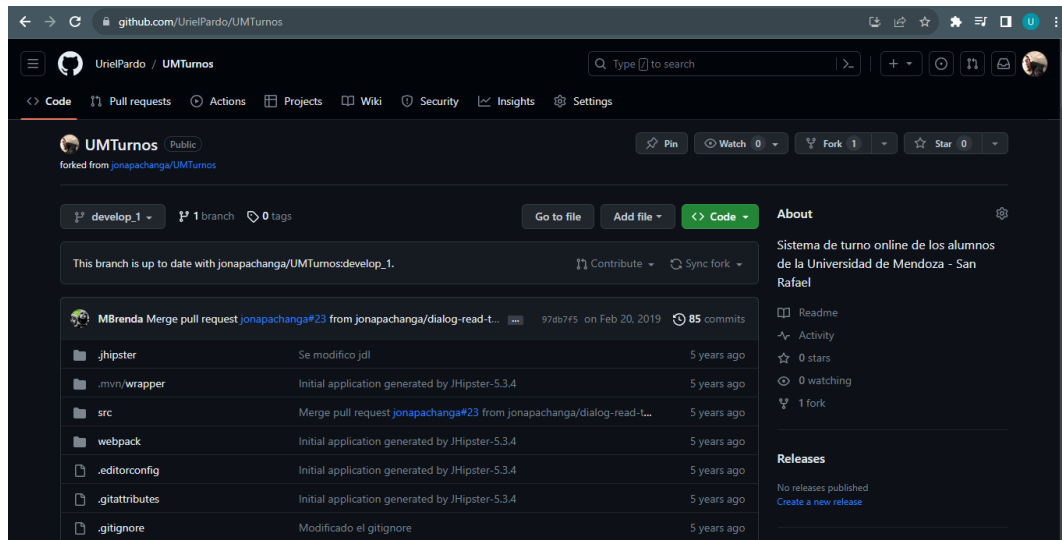 github.com/UrielPardo/UMTurnos
U
UrielPardo / UMTurnos
Type / to search
Code Pull requests Actions Projects Wiki Security Insights Settings
UMTurnos Public
Pin Watch 0 Fork 1 Star 0
forked from jonapachanga/UMTurnos
develop_1 1 branch 0 tags
Go to file Add file <> Code
This branch is up to date with jonapachanga/UMTurnos:develop_1.
Contribute Sync fork
MBrenda Merge pull request jonapachanga#23 from jonapachanga/dialog-read-t... ... 97db7f5 on Feb 20, 2019 85 commits
.jhipster Se modifico jdl 5 years ago
.mvn/wrapper Initial application generated by JHipster-5.3.4 5 years ago
src Merge pull request jonapachanga#23 from jonapachanga/dialog-read-t... 5 years ago
webpack Initial application generated by JHipster-5.3.4 5 years ago
.editorconfig Initial application generated by JHipster-5.3.4 5 years ago
.gitattributes Initial application generated by JHipster-5.3.4 5 years ago
.gitignore Modificado el gitignore 5 years ago
About
Sistema de turno online de los alumnos
de la Universidad de Mendoza - San
Rafael
Readme
Activity
0 stars
0 watching
1 fork
Releases
No releases published
Create a new release